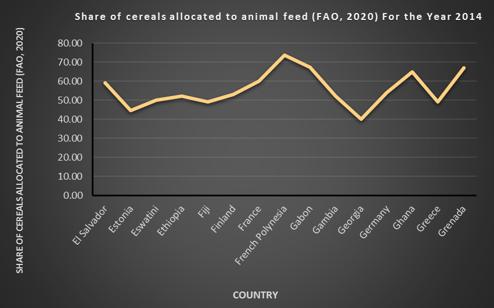 Share of cereals allocated to animal feed (FAO, 2020) For the Year 2014
SHARE OF CEREALS ALLOCATED TO ANIMAL FEED (FAO, 2020)
80.00
70.00
60.00
50.00
40.00
30.00
20.00
10.00
0.00
El Salvador
Estonia
Eswatini
Ethiopia
Fiji
Finland
France
French Polynesia
Gabon
Gambia
Georgia
Germany
Ghana
Greece
Grenada
COUNTRY